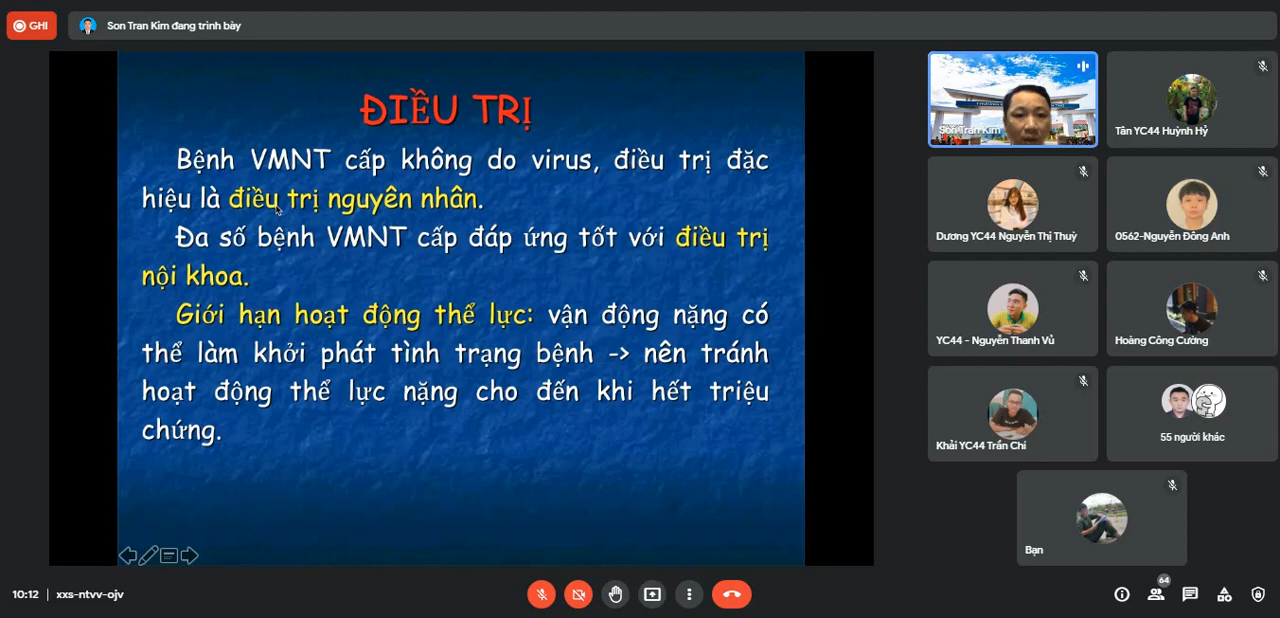 GHI
Son Tran Kim đang trình bày
ĐIỀU TRỊ
Bệnh VMNT cấp không do virus, điều trị đặc
hiệu là điều trị nguyên nhân.
Đa số bệnh VMNT cấp đáp ứng tốt với điều trị
nội khoa.
Giới hạn hoạt động thể lực: vận động nặng có
thể làm khởi phát tình trạng bệnh -> nên tránh
hoạt động thể lực nặng cho đến khi hết triệu
chứng.
Son Tran Kim
Tân YC44 Huỳnh Hỷ
Dương YC44 Nguyễn Thị Thuỳ
0562-Nguyễn Đông Anh
YC44 - Nguyễn Thanh Vủ
Hoàng Công Cường
Khải YC44 Trần Chí
55 người khác
Bạn
10:12 | xxs-ntvv-ojv
64